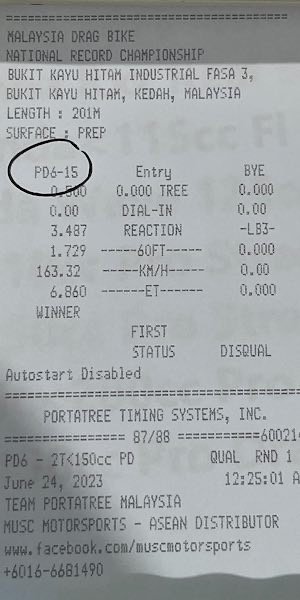 MALAYSIA DRAG BIKE
NATIONAL RECORD CHAMPIONSHIP
BUKIT KAYU HITAM INDUSTRIAL FASA 3,
BUKIT KAYU HITAM, KEDAH, MALAYSIA
LENGTH : 201M
SURFACE : PREP
PD6-15 Entry BYE
0.500 0.000 TREE 0.000
0.00 DIAL-IN 0.00
3.487 REACTION -LB3-
1.729 -----60FT----- 0.000
163.32 -----KM/H----- 0.00
6.860 ------ET------ 0.000
WINNER
FIRST
STATUS DISQUAL
Autostart Disabled
PORTATREE TIMING SYSTEMS, INC.
================= 87/88 ===========60021
PD6 - 2T<150cc PD QUAL RND 1
June 24, 2023 12:25:01 A
TEAM PORTATREE MALAYSIA
MUSC MOTORSPORTS - ASEAN DISTRIBUTOR
www.facebook.com/muscmotorsports
+6016-6681490